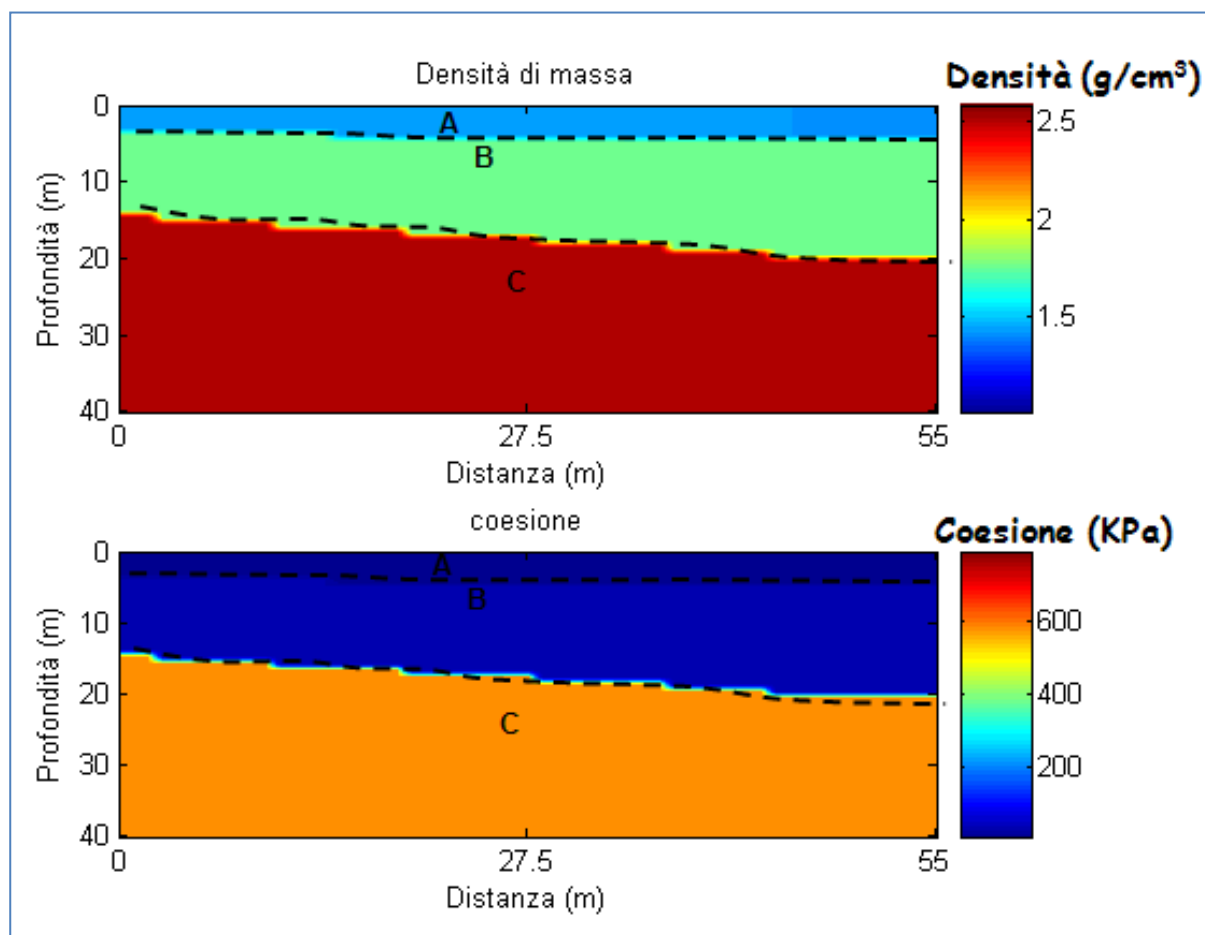 Densità di massa
Densità (g/cm³)
0
10
20
30
40
Profondità (m)
A
B
C
0
27.5
55
Distanza (m)
2.5
2
1.5
coesione
Coesione (KPa)
0
10
20
30
40
Profondità (m)
A
B
C
0
27.5
55
Distanza (m)
600
400
200